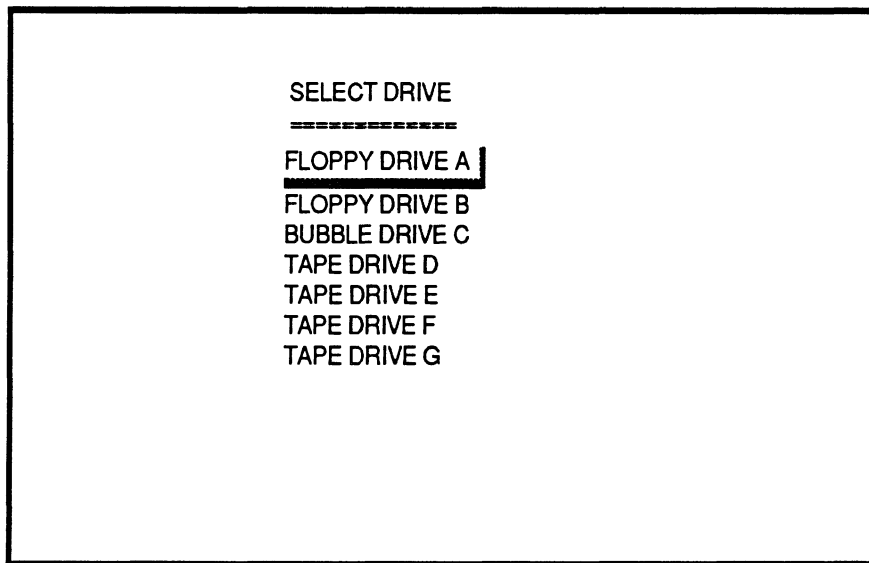 SELECT DRIVE
=============
FLOPPY DRIVE A
FLOPPY DRIVE B
BUBBLE DRIVE C
TAPE DRIVE D
TAPE DRIVE E
TAPE DRIVE F
TAPE DRIVE G